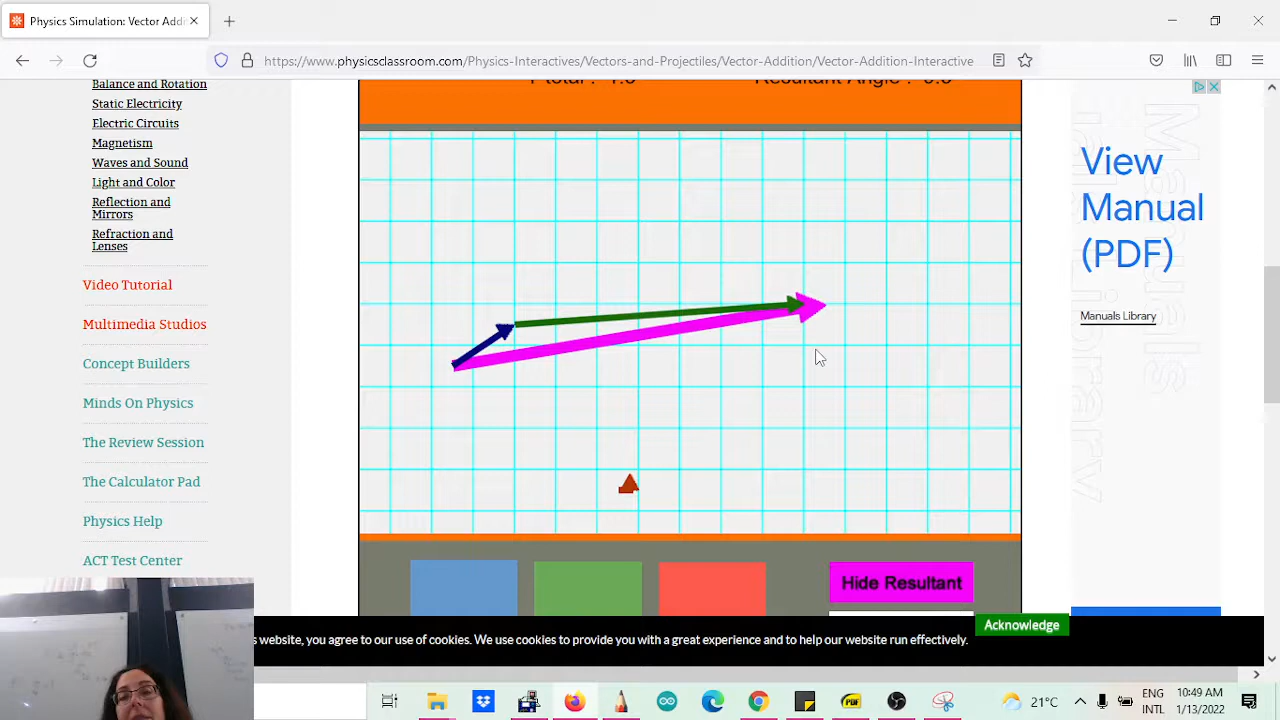 Physics Simulation: Vector Addi
https://www.physicsclassroom.com/Physics-Interactives/Vectors-and-Projectiles/Vector-Addition/Vector-Addition-Interactive
Balance and Rotation
Static Electricity
Electric Circuits
Magnetism
Waves and Sound
Light and Color
Reflection and
Mirrors
Refraction and
Lenses
Video Tutorial
Multimedia Studios
Concept Builders
Minds On Physics
The Review Session
The Calculator Pad
Physics Help
ACT Test Center
Resultant Angle :
View
Manual
(PDF)
Manuals Library
Hide Resultant
s website, you agree to our use of cookies. We use cookies to provide you with a great experience and to help our website run effectively.
Acknowledge
21°C
ENG
INTL
10:49 AM
1/13/2022